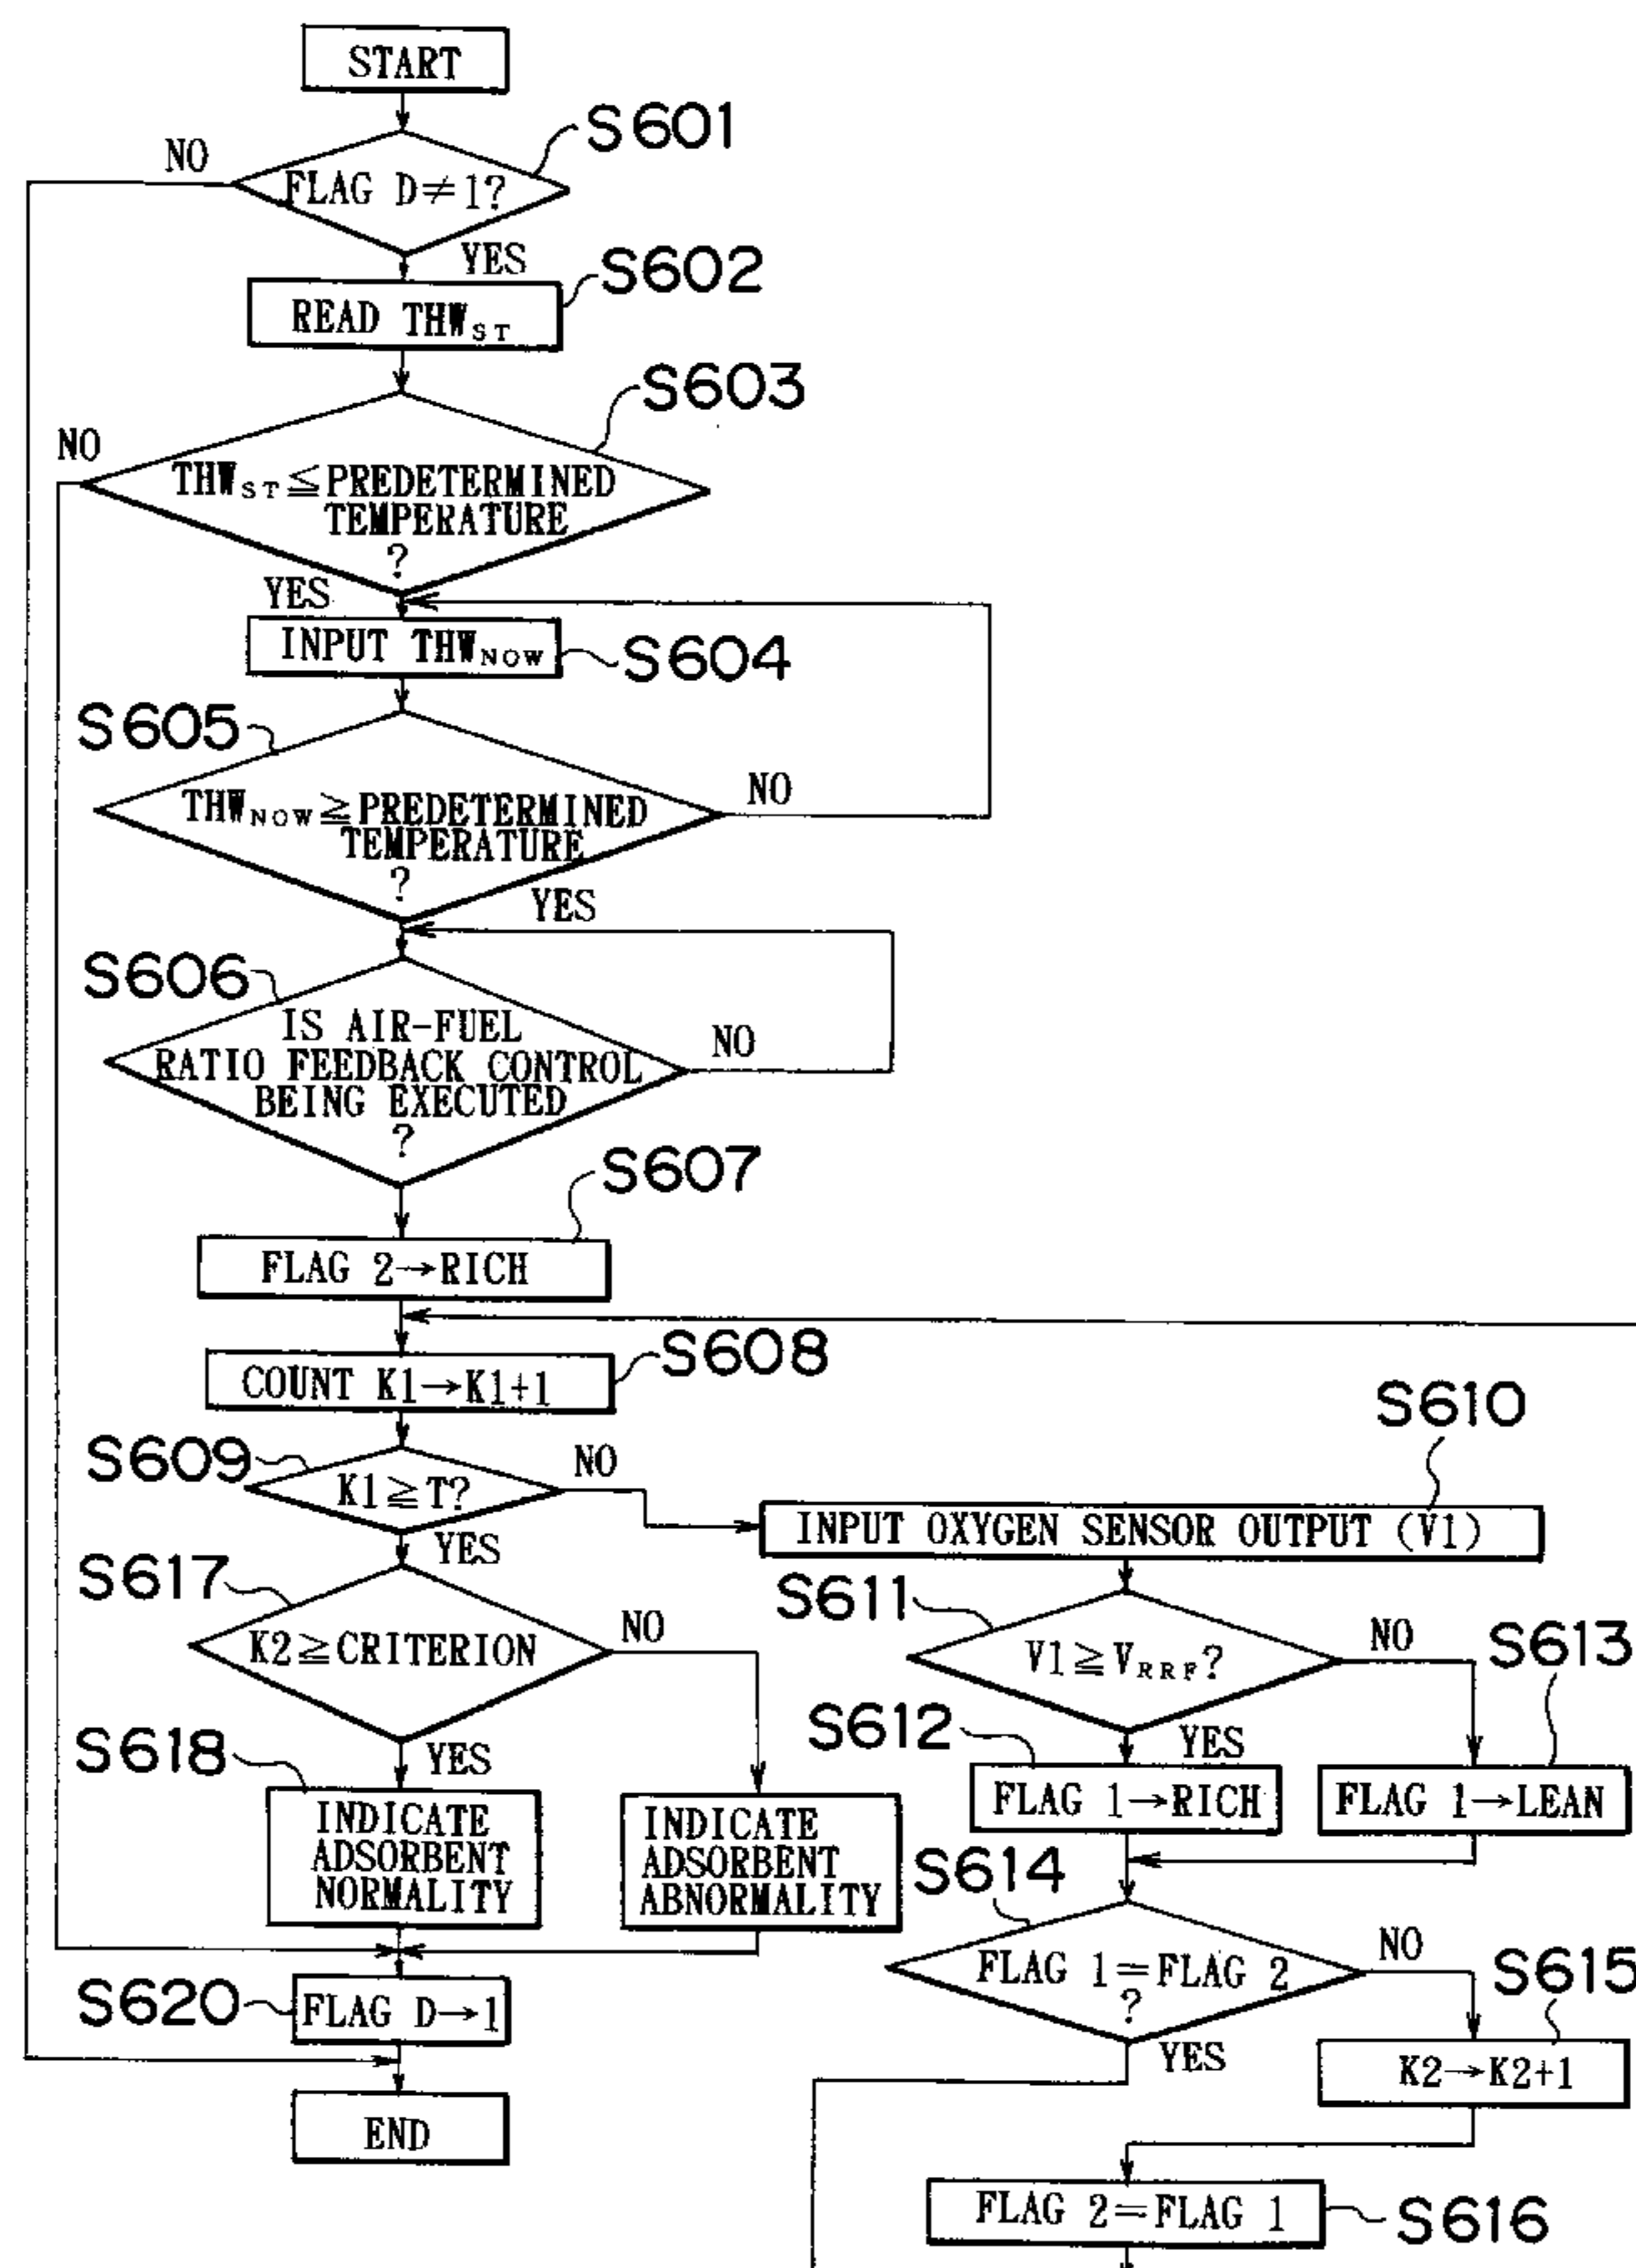 START
S601
NO
FLAG D≠1?
YES
S602
READ THW_ST
S603
NO
THW_ST≦PREDETERMINED
TEMPERATURE
?
YES
INPUT THW_NOW
S604
S605
THW_NOW≧PREDETERMINED
TEMPERATURE
?
NO
YES
S606
IS AIR-FUEL
RATIO FEEDBACK CONTROL
BEING EXECUTED
?
NO
S607
FLAG 2→RICH
S608
COUNT K1→K1+1
S609
K1≧T?
NO
YES
S610
INPUT OXYGEN SENSOR OUTPUT (V1)
S617
K2≧CRITERION
NO
YES
S611
V1≧V_RRF?
NO
S613
YES
S612
FLAG 1→RICH
FLAG 1→LEAN
S618
INDICATE
ADSORBENT
NORMALITY
INDICATE
ADSORBENT
ABNORMALITY
S614
FLAG 1=FLAG 2
?
NO
S615
YES
K2→K2+1
S620
FLAG D→1
END
FLAG 2=FLAG 1
S616